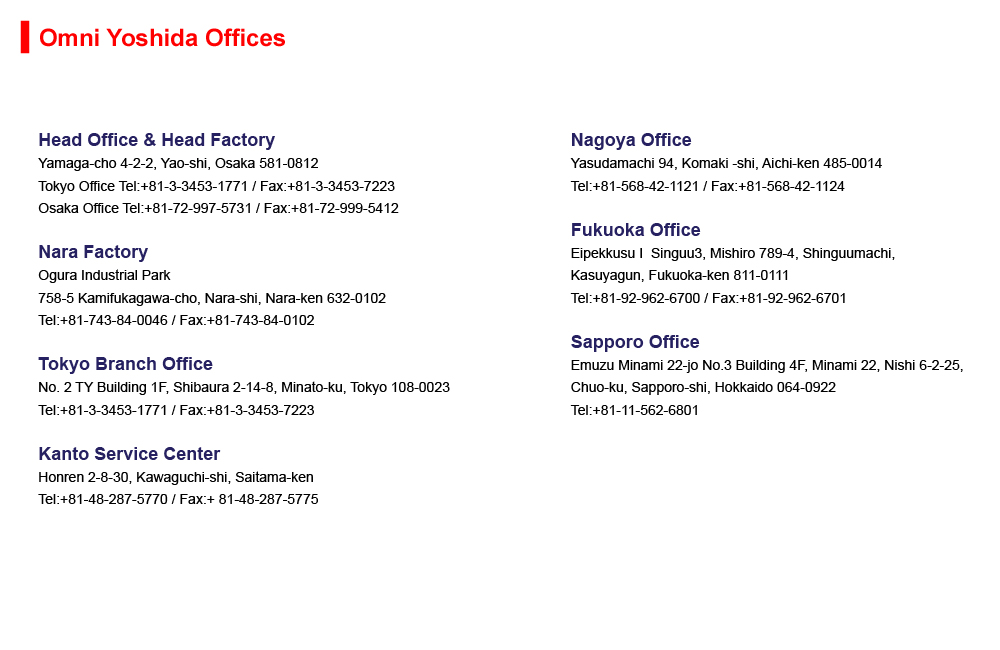 Omni Yoshida Offices
Head Office & Head Factory
Yamaga-cho 4-2-2, Yao-shi, Osaka 581-0812
Tokyo Office Tel:+81-3-3453-1771 / Fax:+81-3-3453-7223
Osaka Office Tel:+81-72-997-5731 / Fax:+81-72-999-5412
Nara Factory
Ogura Industrial Park
758-5 Kamifukagawa-cho, Nara-shi, Nara-ken 632-0102
Tel:+81-743-84-0046 / Fax:+81-743-84-0102
Tokyo Branch Office
No. 2 TY Building 1F, Shibaura 2-14-8, Minato-ku, Tokyo 108-0023
Tel:+81-3-3453-1771 / Fax:+81-3-3453-7223
Kanto Service Center
Honren 2-8-30, Kawaguchi-shi, Saitama-ken
Tel:+81-48-287-5770 / Fax:+ 81-48-287-5775
Nagoya Office
Yasudamachi 94, Komaki -shi, Aichi-ken 485-0014
Tel:+81-568-42-1121 / Fax:+81-568-42-1124
Fukuoka Office
Eipekkusu I  Singuu3, Mishiro 789-4, Shinguumachi,
Kasuyagun, Fukuoka-ken 811-0111
Tel:+81-92-962-6700 / Fax:+81-92-962-6701
Sapporo Office
Emuzu Minami 22-jo No.3 Building 4F, Minami 22, Nishi 6-2-25,
Chuo-ku, Sapporo-shi, Hokkaido 064-0922
Tel:+81-11-562-6801